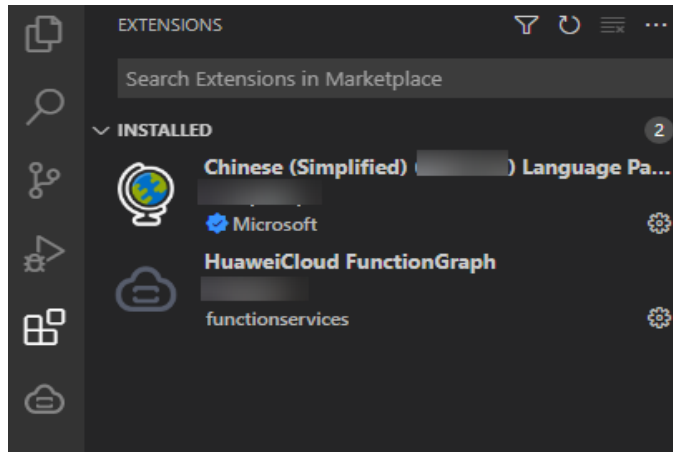 EXTENSIONS
Search Extensions in Marketplace
INSTALLED
2
Chinese (Simplified) ( ) Language Pa...
Microsoft
HuaweiCloud FunctionGraph
functionservices